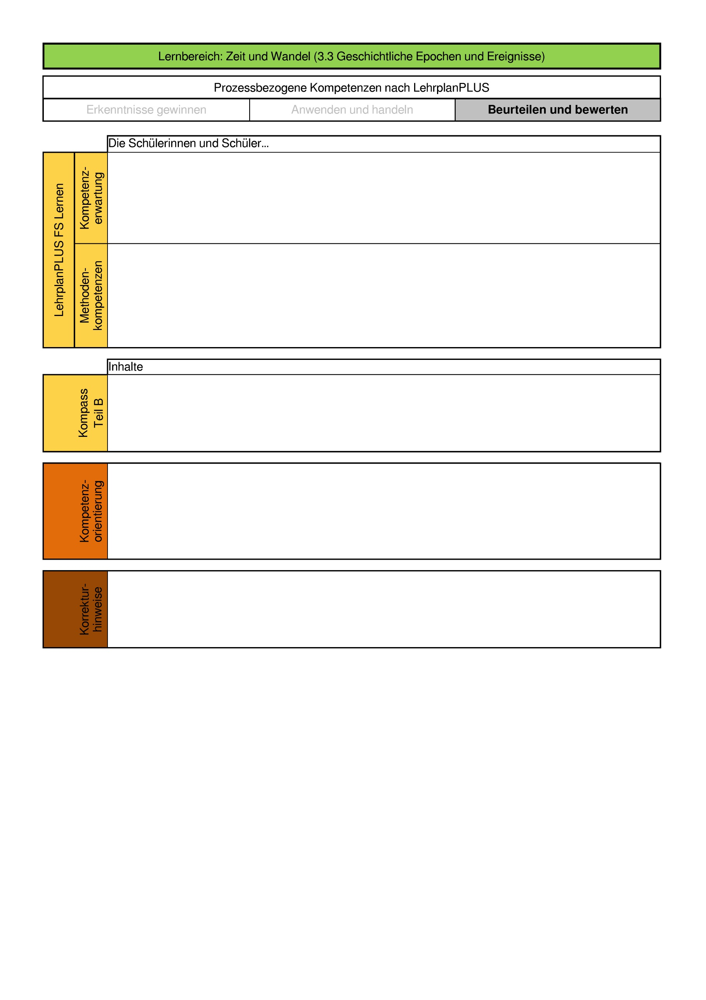 Lernbereich: Zeit und Wandel (3.3 Geschichtliche Epochen und Ereignisse)
Prozessbezogene Kompetenzen nach LehrplanPLUS
Erkenntnisse gewinnen
Anwenden und handeln
Beurteilen und bewerten
Die Schülerinnen und Schüler...
LehrplanPLUS FS Lernen
Kompetenz-
erwartung
Methoden-
kompetenzen
Inhalte
Kompass
Teil B
Kompetenz-
orientierung
Korrektur-
hinweise